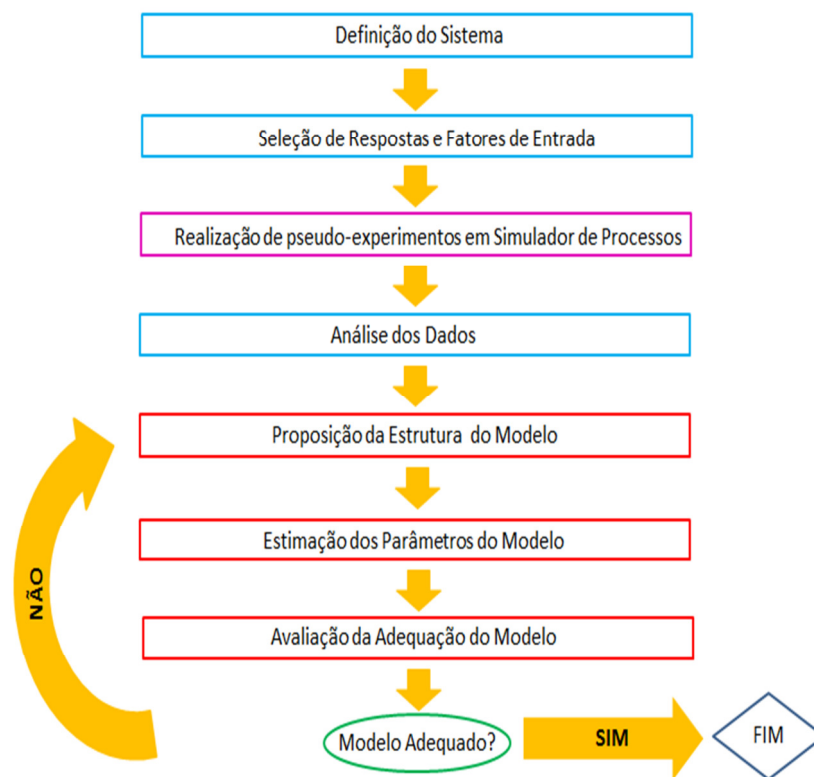 Definição do Sistema
Seleção de Respostas e Fatores de Entrada
Realização de pseudo-experimentos em Simulador de Processos
Análise dos Dados
Proposição da Estrutura do Modelo
Estimação dos Parâmetros do Modelo
NÃO
Avaliação da Adequação do Modelo
Modelo Adequado?
SIM
FIM